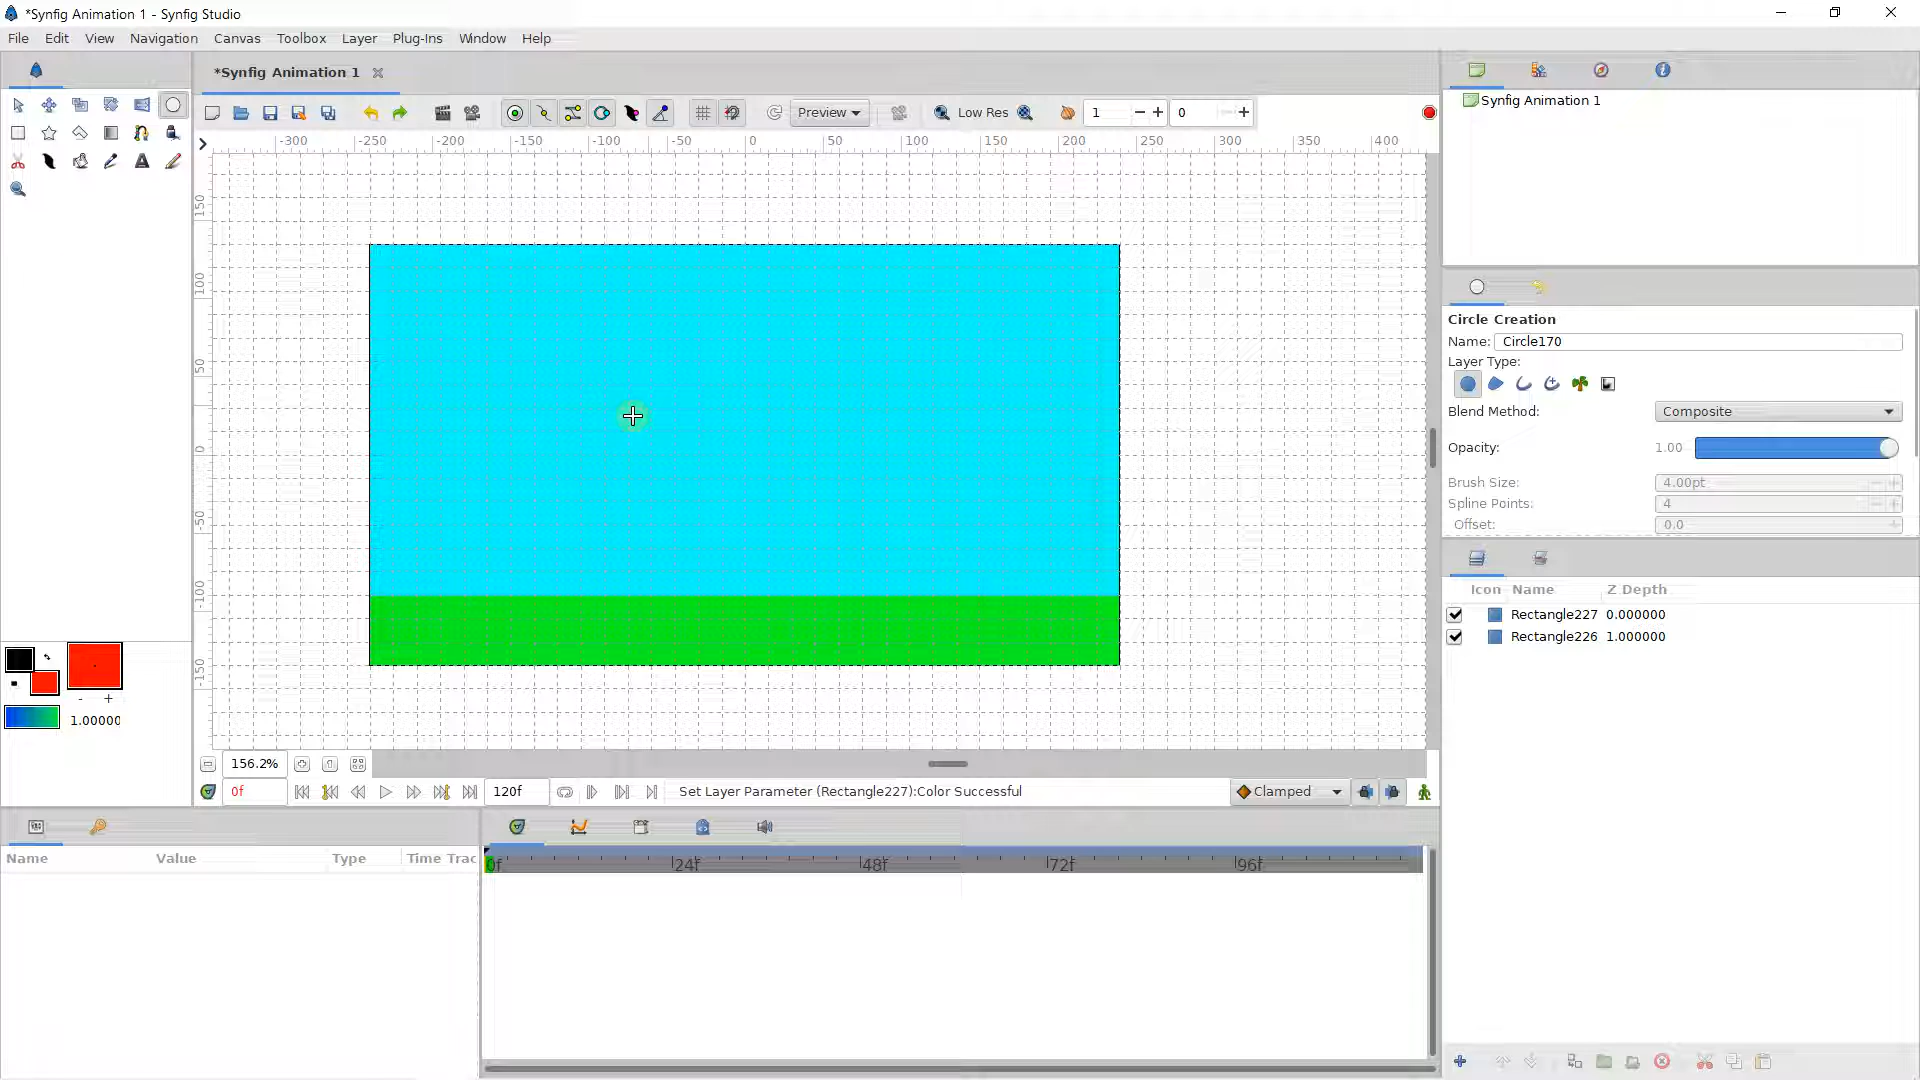 *Synfig Animation 1 - Synfig Studio
File Edit View Navigation Canvas Toolbox Layer Plug-Ins Window Help
*Synfig Animation 1
Preview Low Res 1 0
-300 -250 -200 -150 -100 -50 0 50 100 150 200 250 300 350 400
150
100
50
0
-50
-100
-150
Synfig Animation 1
Circle Creation
Name: Circle170
Layer Type:
Blend Method: Composite
Opacity: 1.00
Brush Size: 4.00pt
Spline Points: 4
Offset: 0.0
Icon Name Z Depth
Rectangle227 0.000000
Rectangle226 1.000000
- +
1.00000
156.2%
0f 120f Set Layer Parameter (Rectangle227):Color Successful Clamped
Name Value Type Time Trac
0f 24f 48f 72f 96f